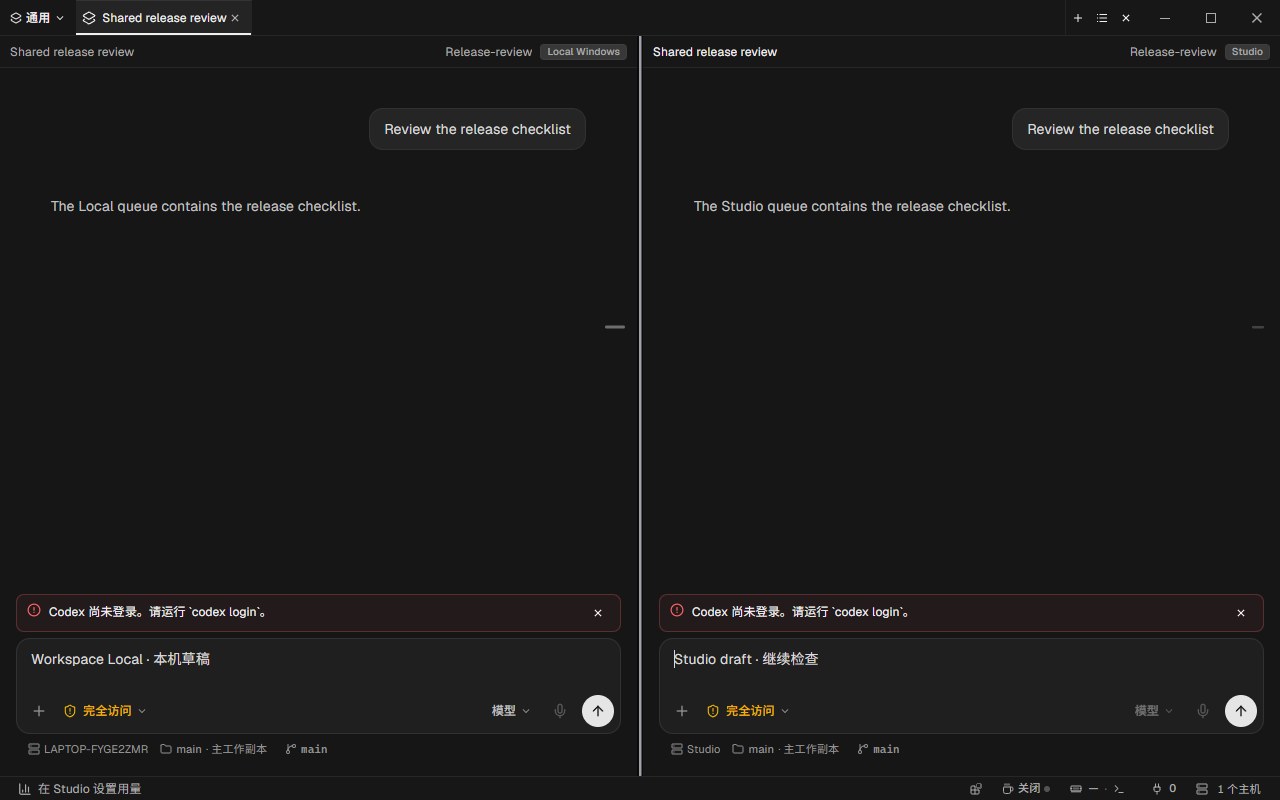 通用
Shared release review
Shared release review
Release-review
Local Windows
Review the release checklist
The Local queue contains the release checklist.
Codex 尚未登录。请运行 `codex login`。
Workspace Local · 本机草稿
完全访问
模型
LAPTOP-FYGE2ZMR
main · 主工作副本
main
Shared release review
Release-review
Studio
Review the release checklist
The Studio queue contains the release checklist.
Codex 尚未登录。请运行 `codex login`。
Studio draft · 继续检查
完全访问
模型
Studio
main · 主工作副本
main
在 Studio 设置用量
关闭
— ·
0
1 个主机